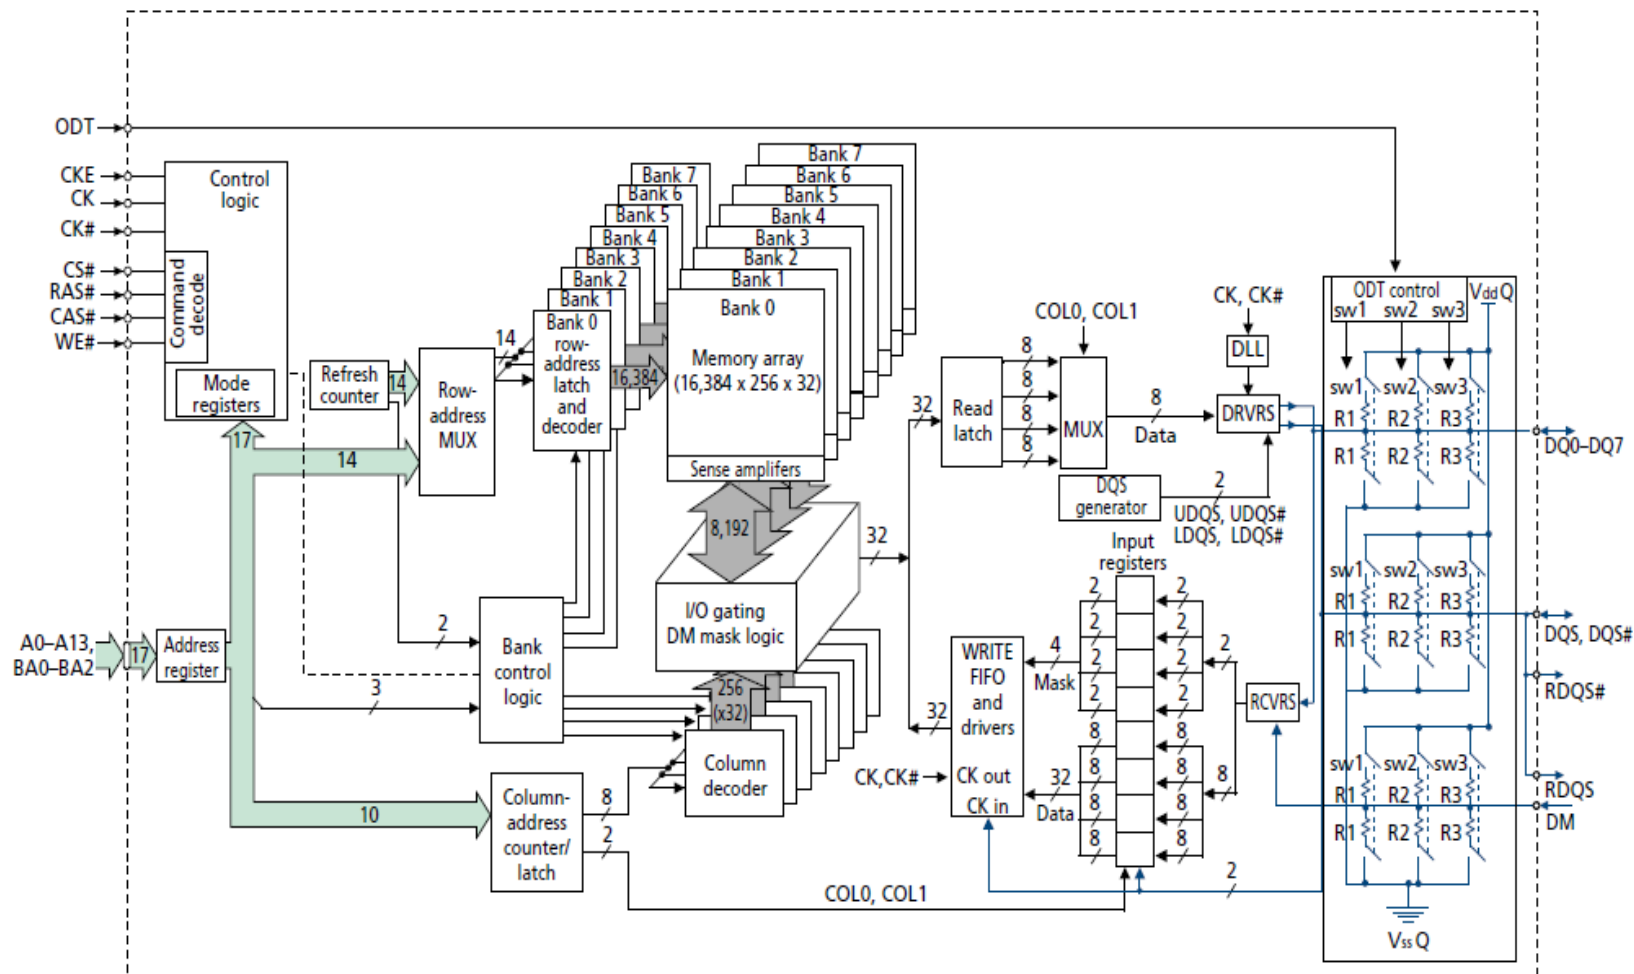 ODT
CKE
CK
CK#
CS#
RAS#
CAS#
WE#
Control
logic
Command
decode
Mode
registers
Refresh
counter
14
17
14
Row-
address
MUX
14
Bank 7
Bank 6
Bank 5
Bank 4
Bank 3
Bank 2
Bank 1
Bank 0
row-
address
latch
and
decoder
16,384
Bank 7
Bank 6
Bank 5
Bank 4
Bank 3
Bank 2
Bank 1
Bank 0
Memory array
(16,384 x 256 x 32)
Sense amplifers
8,192
I/O gating
DM mask logic
256
(x32)
Column
decoder
A0–A13,
BA0–BA2
17
Address
register
2
3
Bank
control
logic
10
Column-
address
counter/
latch
8
2
COL0, COL1
32
32
32
Read
latch
8
8
8
8
COL0, COL1
MUX
8
Data
CK, CK#
DLL
DRVRS
DQS
generator
2
UDQS, UDQS#
LDQS, LDQS#
Input
registers
2
2
2
2
8
8
8
8
2
2
2
2
8
8
8
8
4
Mask
32
Data
WRITE
FIFO
and
drivers
CK out
CK in
CK,CK#
2
8
RCVRS
2
ODT control
sw1 sw2 sw3
VddQ
sw1 sw2 sw3
R1 R2 R3
R1 R2 R3
sw1 sw2 sw3
R1 R2 R3
R1 R2 R3
sw1 sw2 sw3
R1 R2 R3
R1 R2 R3
VssQ
DQ0–DQ7
DQS, DQS#
RDQS#
RDQS
DM